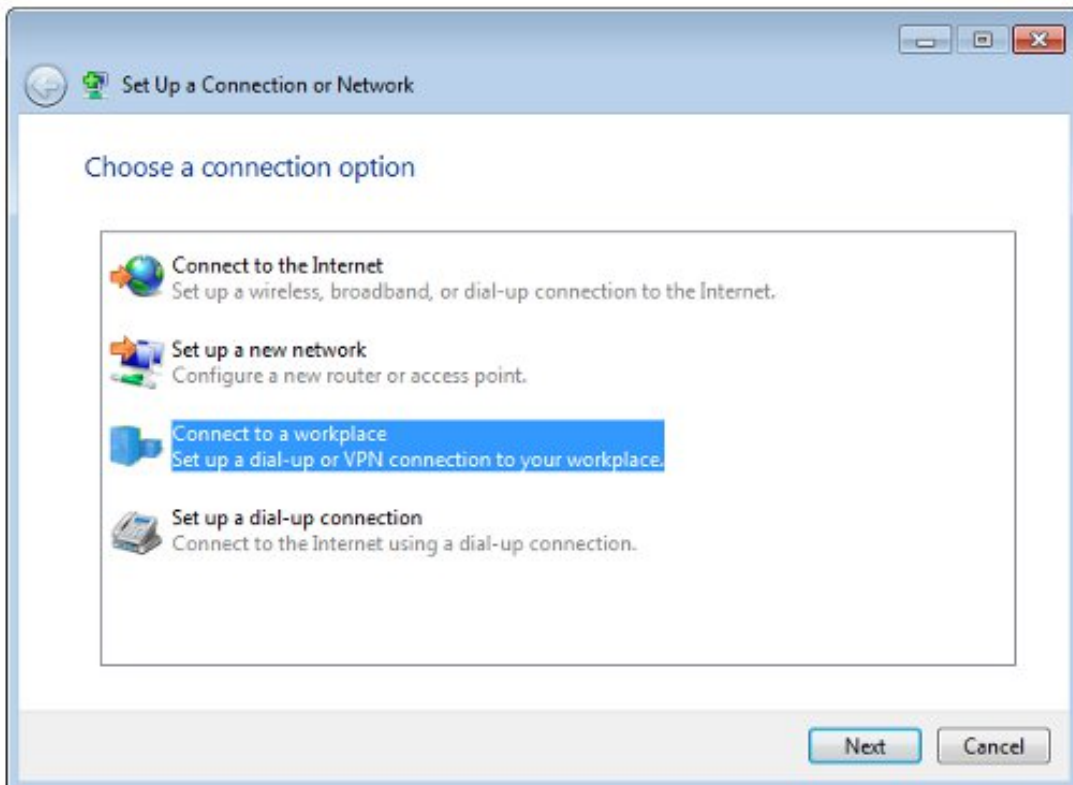 Set Up a Connection or Network
Choose a connection option
Connect to the Internet
Set up a wireless, broadband, or dial-up connection to the Internet.
Set up a new network
Configure a new router or access point.
Connect to a workplace
Set up a dial-up or VPN connection to your workplace.
Set up a dial-up connection
Connect to the Internet using a dial-up connection.
Next Cancel